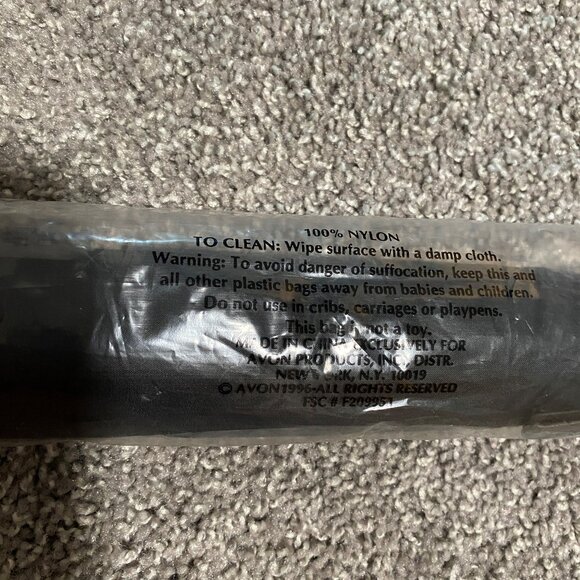 100% NYLON
TO CLEAN: Wipe surface with a damp cloth.
Warning: To avoid danger of suffocation, keep this and
all other plastic bags away from babies and children.
Do not use in cribs, carriages or playpens.
This bag is not a toy.
MADE IN CHINA EXCLUSIVELY FOR
AVON PRODUCTS, INC., DISTR.
NEW YORK, N.Y. 10019
© AVON 1996-ALL RIGHTS RESERVED
FSC # F209951